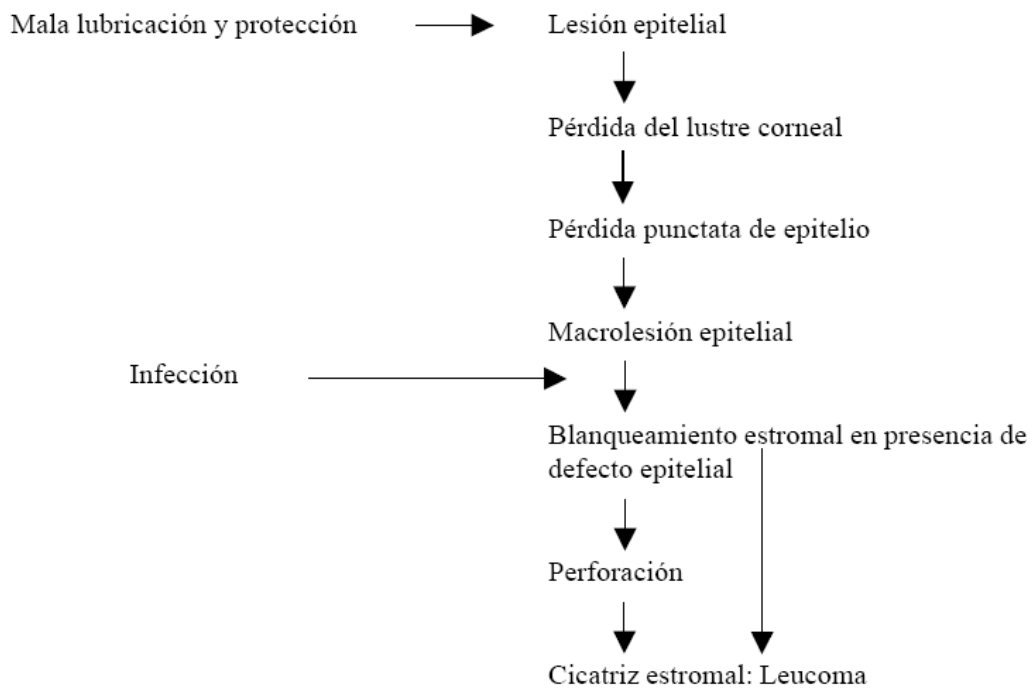 Mala lubricación y protección
Lesión epitelial
Pérdida del lustre corneal
Pérdida punctata de epitelio
Macrolesión epitelial
Infección
Blanqueamiento estromal en presencia de
defecto epitelial
Perforación
Cicatriz estromal: Leucoma